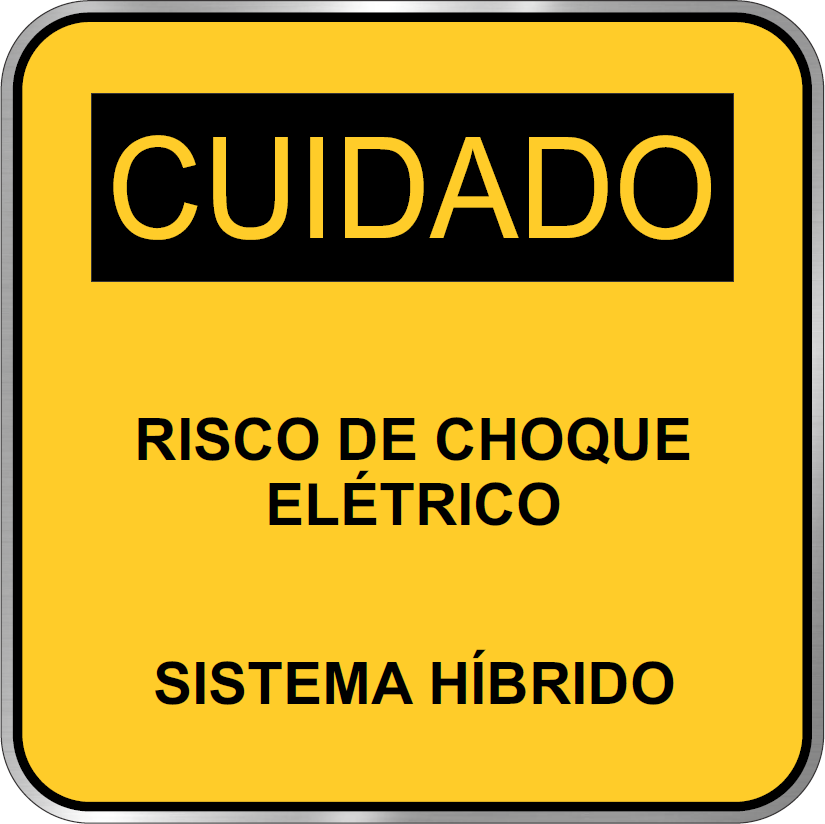 CUIDADO
RISCO DE CHOQUE
ELÉTRICO
SISTEMA HÍBRIDO